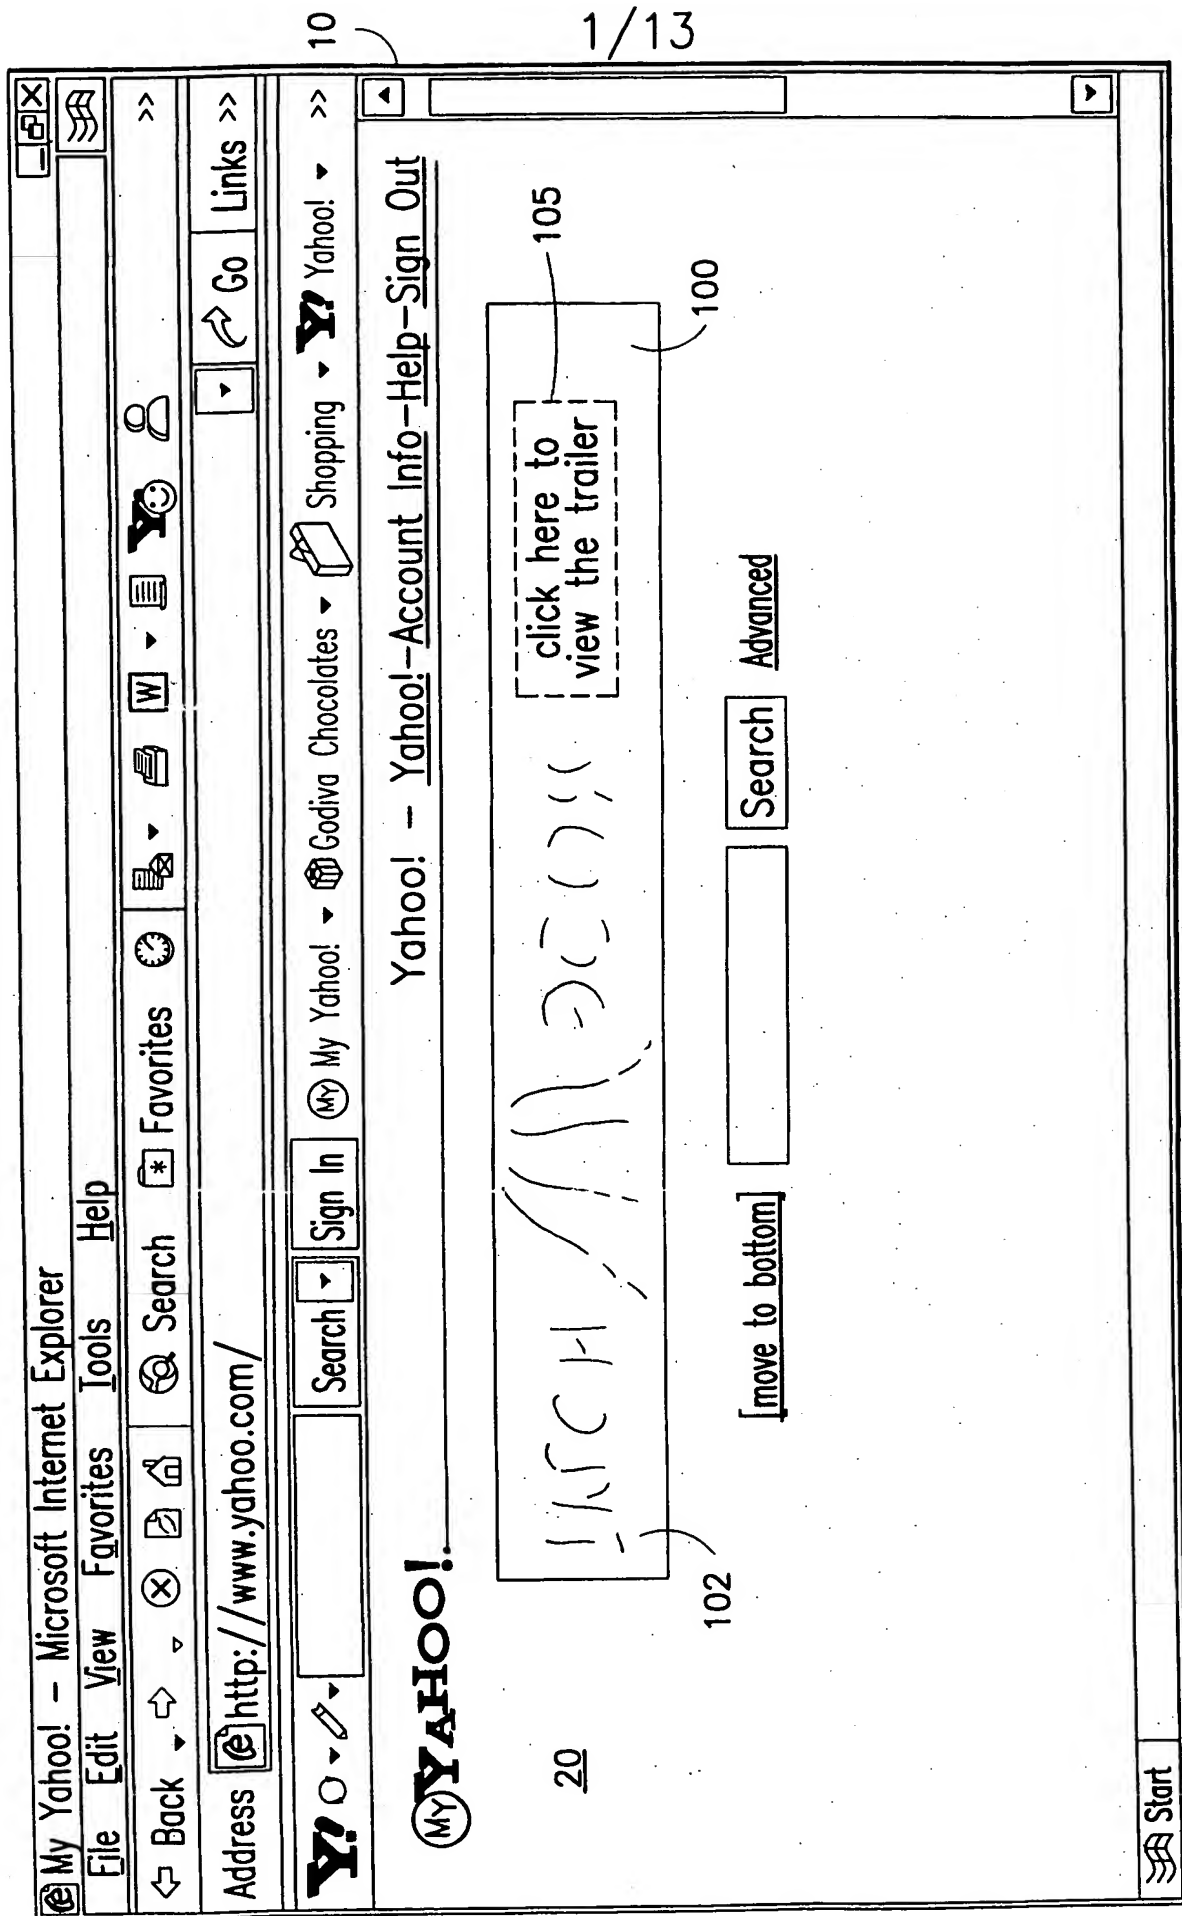 1/13
10
My Yahoo! – Microsoft Internet Explorer
File Edit View Favorites Tools Help
Back Search Favorites W Y! >>
Address http://www.yahoo.com/ Go Links >>
Y! Search Sign In MY My Yahoo! Godiva Chocolates Shopping Y! Yahoo! >>
MY YAHOO!. Yahoo! – Yahoo!–Account Info–Help–Sign Out
20
click here to
view the trailer
105
100
102
[move to bottom] Search Advanced
Start